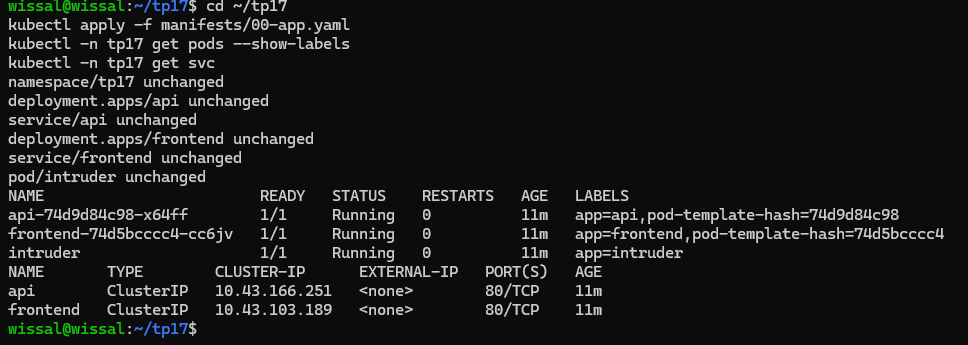 wissal@wissal:~/tp17$ cd ~/tp17
kubectl apply -f manifests/00-app.yaml
kubectl -n tp17 get pods --show-labels
kubectl -n tp17 get svc
namespace/tp17 unchanged
deployment.apps/api unchanged
service/api unchanged
deployment.apps/frontend unchanged
service/frontend unchanged
pod/intruder unchanged
NAME READY STATUS RESTARTS AGE LABELS
api-74d9d84c98-x64ff 1/1 Running 0 11m app=api,pod-template-hash=74d9d84c98
frontend-74d5bcccc4-cc6jv 1/1 Running 0 11m app=frontend,pod-template-hash=74d5bcccc4
intruder 1/1 Running 0 11m app=intruder
NAME TYPE CLUSTER-IP EXTERNAL-IP PORT(S) AGE
api ClusterIP 10.43.166.251 <none> 80/TCP 11m
frontend ClusterIP 10.43.103.189 <none> 80/TCP 11m
wissal@wissal:~/tp17$